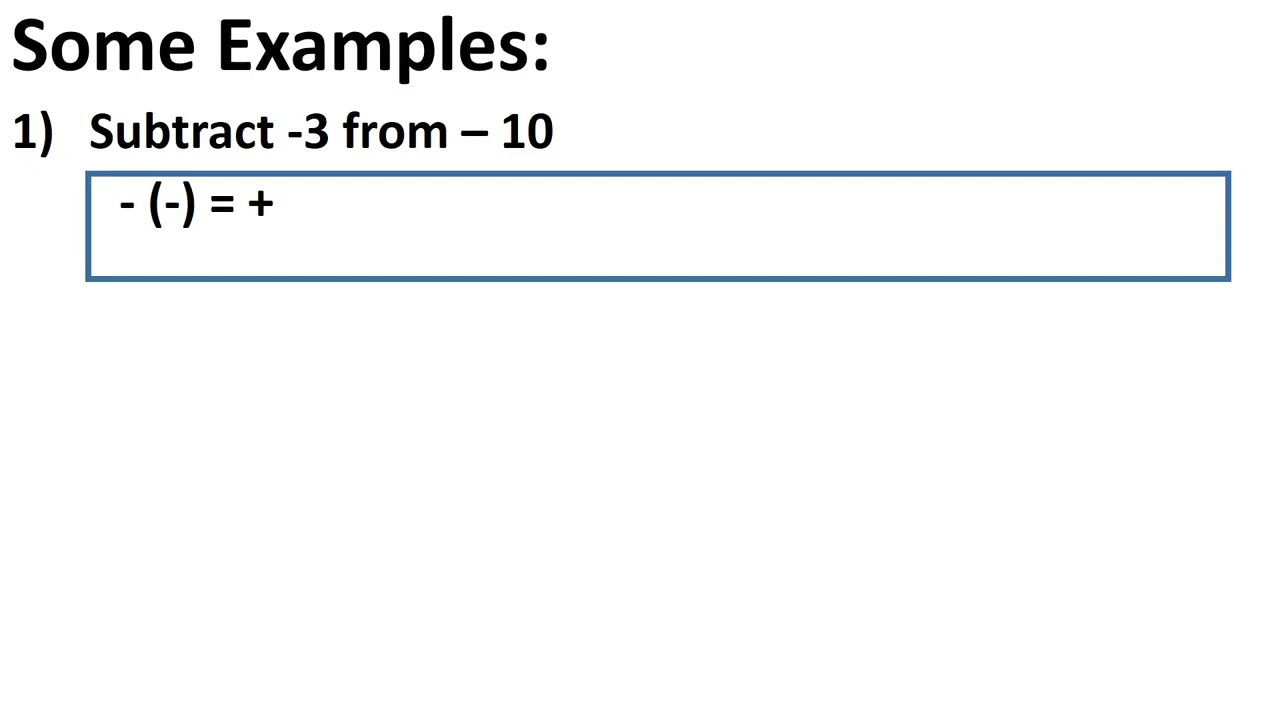 Some Examples:
1) Subtract -3 from – 10
- (-) = +